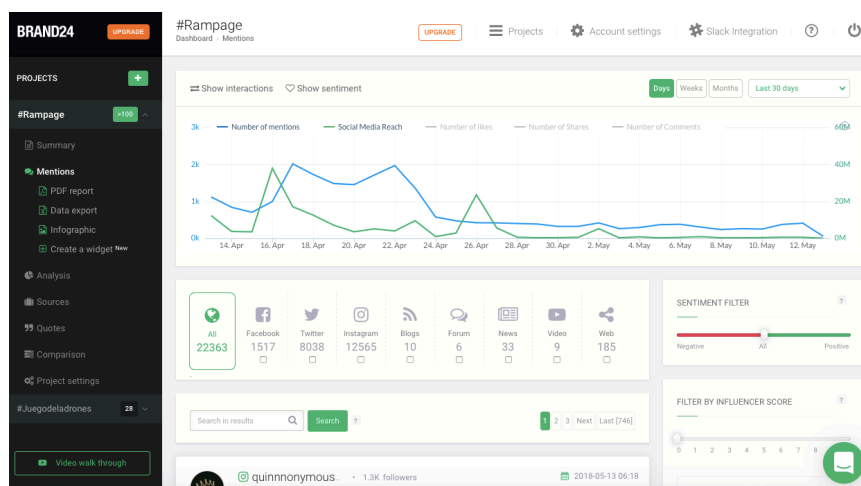 BRAND24
UPGRADE
#Rampage
Dashboard › Mentions
UPGRADE
Projects
Account settings
Slack Integration
?
PROJECTS
+
#Rampage
>100
Summary
Mentions
PDF report
Data export
Infographic
Create a widget New
Analysis
Sources
Quotes
Comparison
Project settings
#Juegodeladrones
28
Video walk through
Show interactions
Show sentiment
Days
Weeks
Months
Last 30 days
Number of mentions
Social Media Reach
Number of likes
Number of Shares
Number of Comments
3k
2k
1k
0k
60M
40M
20M
0M
14. Apr
16. Apr
18. Apr
20. Apr
22. Apr
24. Apr
26. Apr
28. Apr
30. Apr
2. May
4. May
6. May
8. May
10. May
12. May
All
22363
Facebook
1517
Twitter
8038
Instagram
12565
Blogs
10
Forum
6
News
33
Video
9
Web
185
SENTIMENT FILTER
?
Negative
All
Positive
Search in results
Search
?
1 2 3 Next Last [746]
FILTER BY INFLUENCER SCORE
?
0 1 2 3 4 5 6 7 8
quinnnonymous..
• 1.3K followers
2018-05-13 06:18